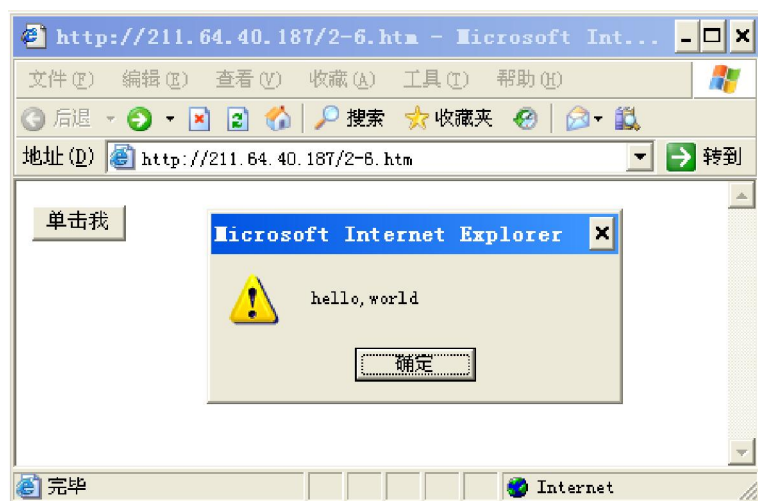 http://211.64.40.187/2-6.htm - Microsoft Int...
文件(F) 编辑(E) 查看(V) 收藏(A) 工具(T) 帮助(H)
后退 搜索 收藏夹
地址(D) http://211.64.40.187/2-6.htm 转到
单击我
Microsoft Internet Explorer
hello,world
确定
完毕 Internet